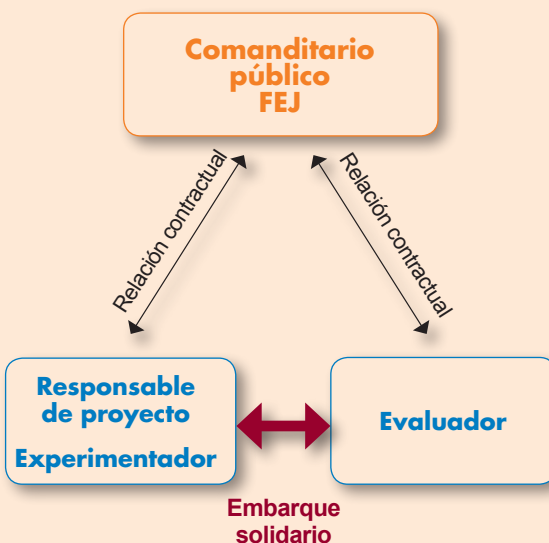 Comanditario
público
FEJ
Relación contractual
Relación contractual
Responsable
de proyecto
Experimentador
Evaluador
Embarque
solidario